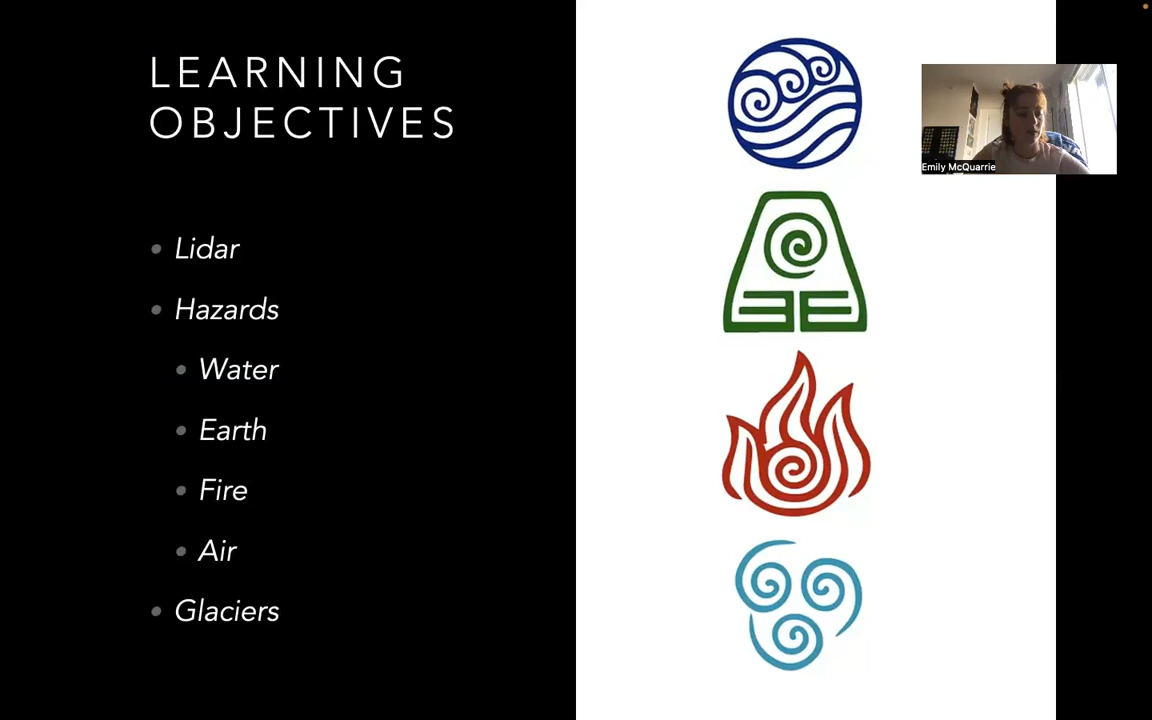 LEARNING
OBJECTIVES
Lidar
Hazards
Water
Earth
Fire
Air
Glaciers
Emily McQuarrie